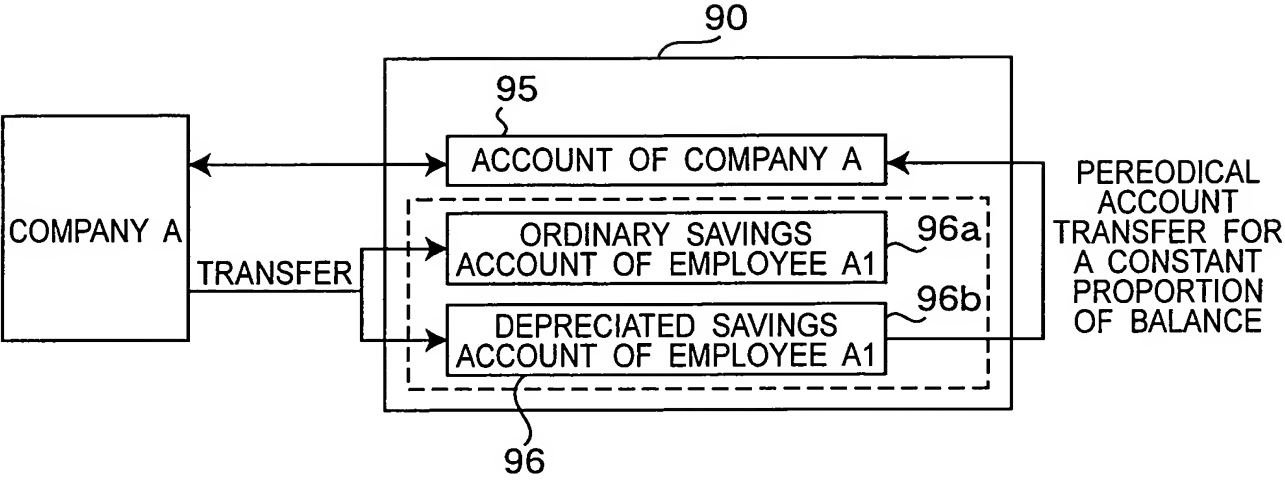 90
95
ACCOUNT OF COMPANY A
COMPANY A
TRANSFER
ORDINARY SAVINGS
ACCOUNT OF EMPLOYEE A1
96a
DEPRECIATED SAVINGS
ACCOUNT OF EMPLOYEE A1
96b
96
PEREODICAL
ACCOUNT
TRANSFER FOR
A CONSTANT
PROPORTION
OF BALANCE